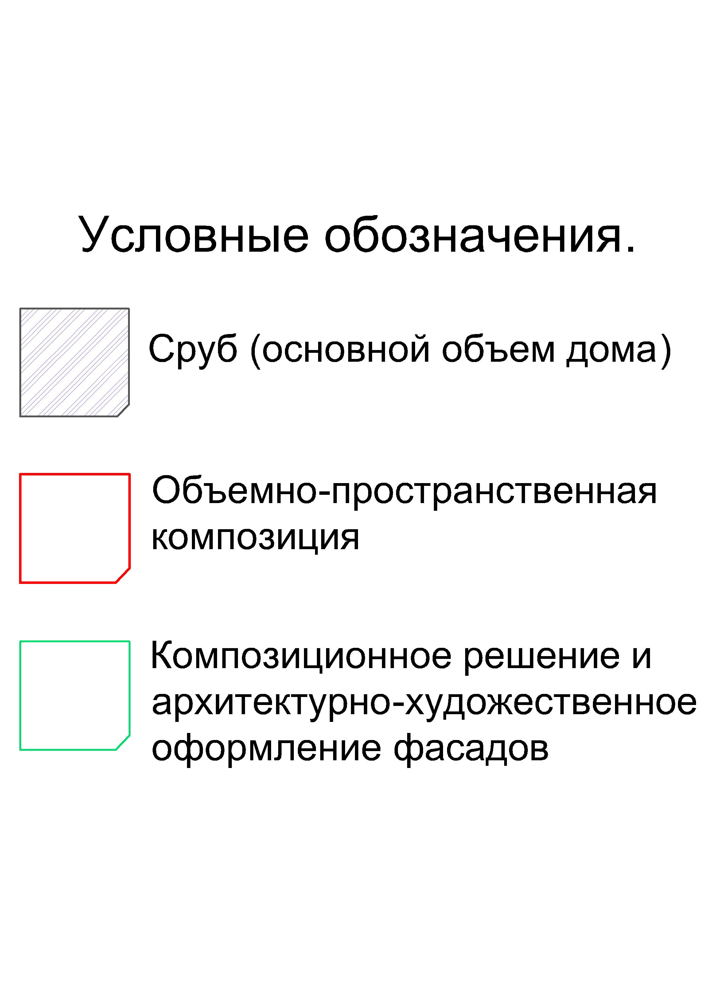 Условные обозначения.
Сруб (основной объем дома)
Объемно-пространственная
композиция
Композиционное решение и
архитектурно-художественное
оформление фасадов